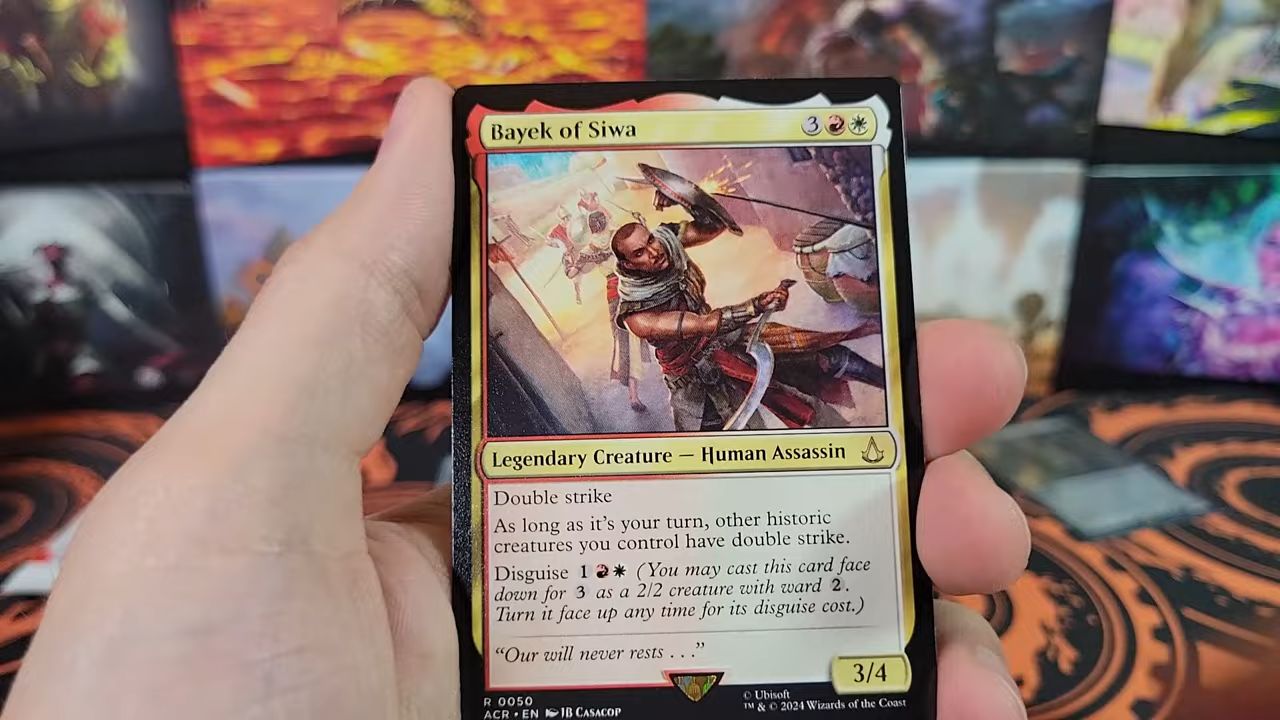 Bayek of Siwa 3
Legendary Creature — Human Assassin
Double strike
As long as it's your turn, other historic
creatures you control have double strike.
Disguise 1 (You may cast this card face
down for 3 as a 2/2 creature with ward 2.
Turn it face up any time for its disguise cost.)
"Our will never rests . . ."
3/4
R 0050
ACR • EN JB Casacop
© Ubisoft
™ & © 2024 Wizards of the Coast